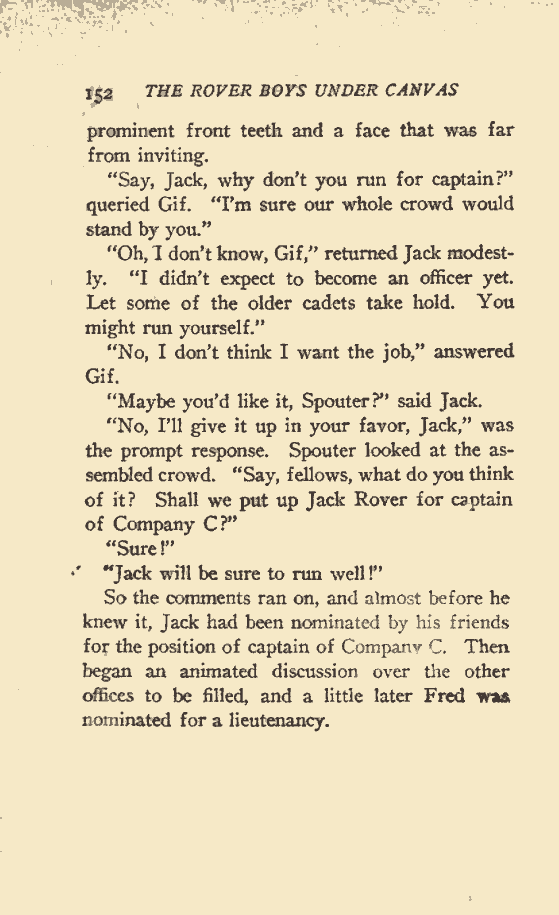 152 THE ROVER BOYS UNDER CANVAS
prominent front teeth and a face that was far
from inviting.
"Say, Jack, why don't you run for captain?"
queried Gif. "I'm sure our whole crowd would
stand by you."
"Oh, I don't know, Gif," returned Jack modest-
ly. "I didn't expect to become an officer yet.
Let some of the older cadets take hold. You
might run yourself."
"No, I don't think I want the job," answered
Gif.
"Maybe you'd like it, Spouter?" said Jack.
"No, I'll give it up in your favor, Jack," was
the prompt response. Spouter looked at the as-
sembled crowd. "Say, fellows, what do you think
of it? Shall we put up Jack Rover for captain
of Company C?"
"Sure!"
"Jack will be sure to run well!"
So the comments ran on, and almost before he
knew it, Jack had been nominated by his friends
for the position of captain of Company C. Then
began an animated discussion over the other
offices to be filled, and a little later Fred was
nominated for a lieutenancy.